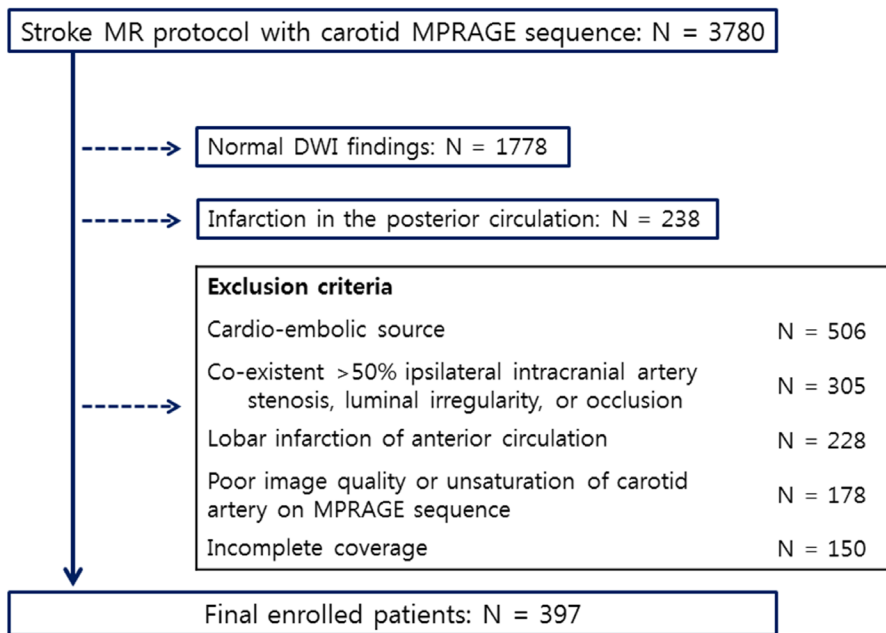 Stroke MR protocol with carotid MPRAGE sequence: N = 3780
Normal DWI findings: N = 1778
Infarction in the posterior circulation: N = 238
Exclusion criteria
Cardio-embolic source N = 506
Co-existent >50% ipsilateral intracranial artery
stenosis, luminal irregularity, or occlusion N = 305
Lobar infarction of anterior circulation N = 228
Poor image quality or unsaturation of carotid
artery on MPRAGE sequence N = 178
Incomplete coverage N = 150
Final enrolled patients: N = 397